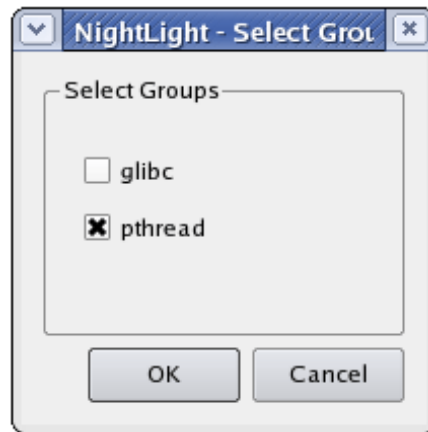 NightLight - Select Grou
Select Groups
glibc
pthread
OK
Cancel